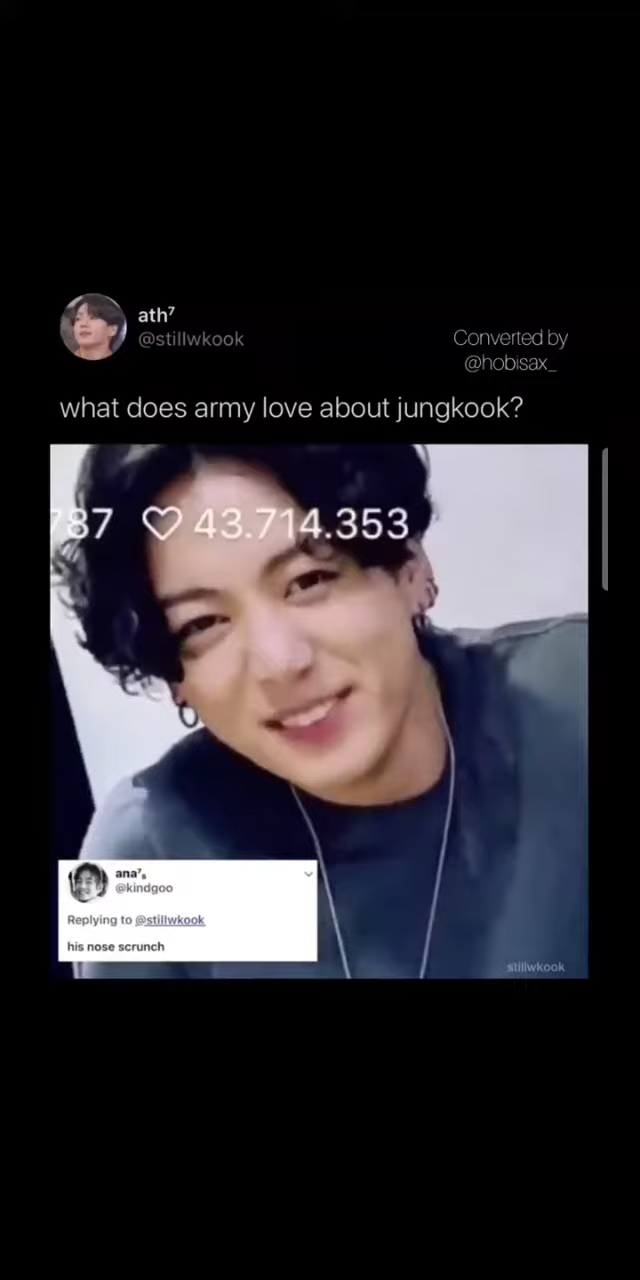 ath⁷
@stillwkook
Converted by
@hobisax_
what does army love about jungkook?
787 ♡ 43.714.353
ana⁷₈
@kindgoo
Replying to @stillwkook
his nose scrunch
stillwkook